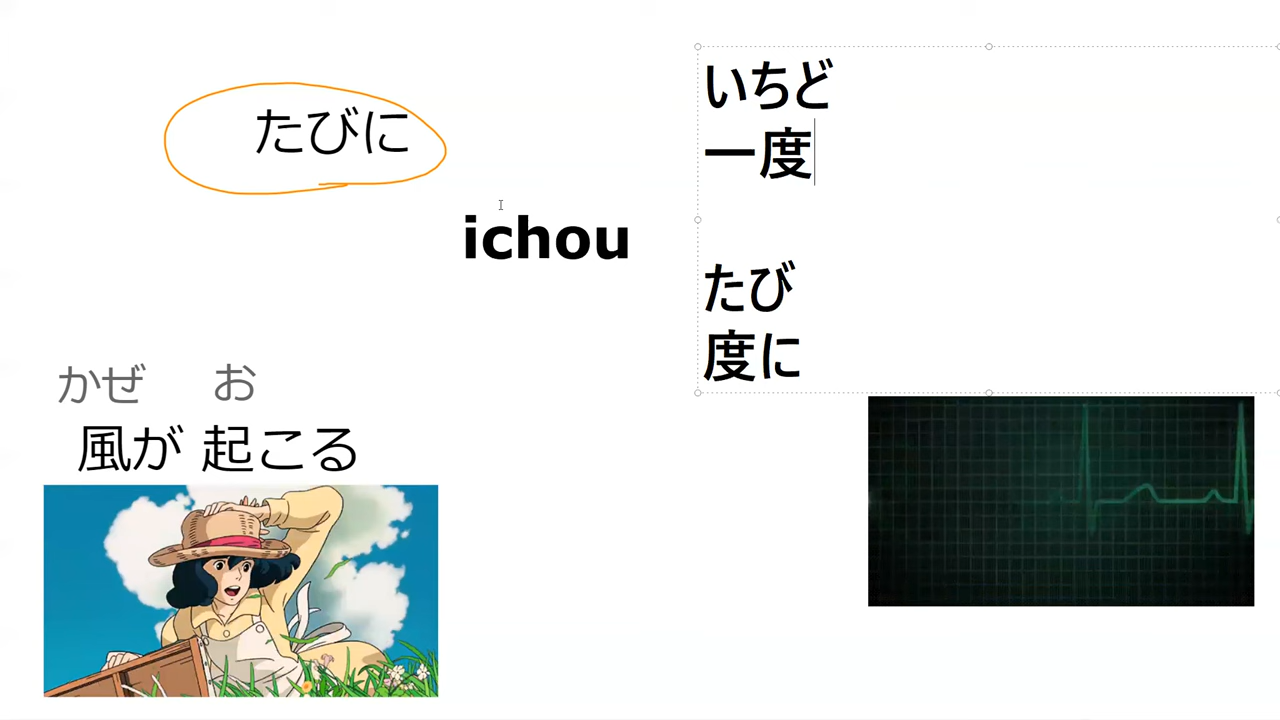 たびに
ichou
かぜ お
風が 起こる
いちど
一度
たび
度に